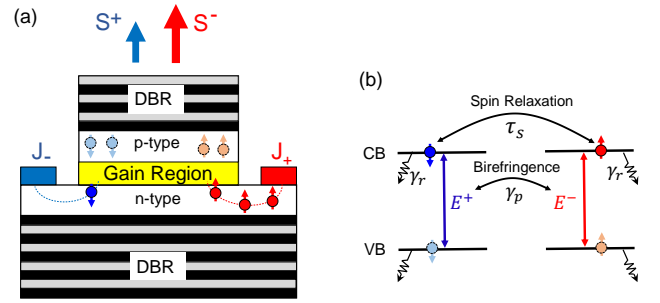 (a)
S⁺ S⁻
DBR
p-type
J₋ J₊
Gain Region
n-type
DBR
(b)
Spin Relaxation
τₛ
CB
Birefringence
γᵣ E⁺ γₚ E⁻ γᵣ
VB